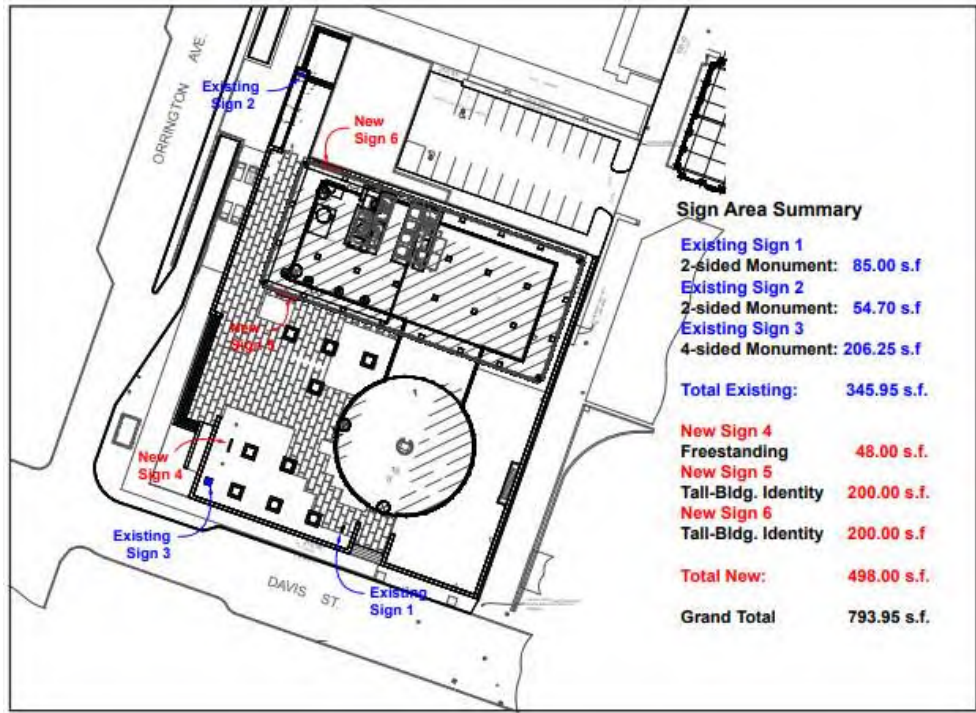 ORRINGTON AVE.
Existing
Sign 2
New
Sign 6
New
New
Sign 4
Existing
Sign 3
DAVIS ST.
Existing
Sign 1
Sign Area Summary
Existing Sign 1
2-sided Monument: 85.00 s.f
Existing Sign 2
2-sided Monument: 54.70 s.f
Existing Sign 3
4-sided Monument: 206.25 s.f
Total Existing: 345.95 s.f.
New Sign 4
Freestanding 48.00 s.f.
New Sign 5
Tall-Bldg. Identity 200.00 s.f.
New Sign 6
Tall-Bldg. Identity 200.00 s.f
Total New: 498.00 s.f.
Grand Total 793.95 s.f.